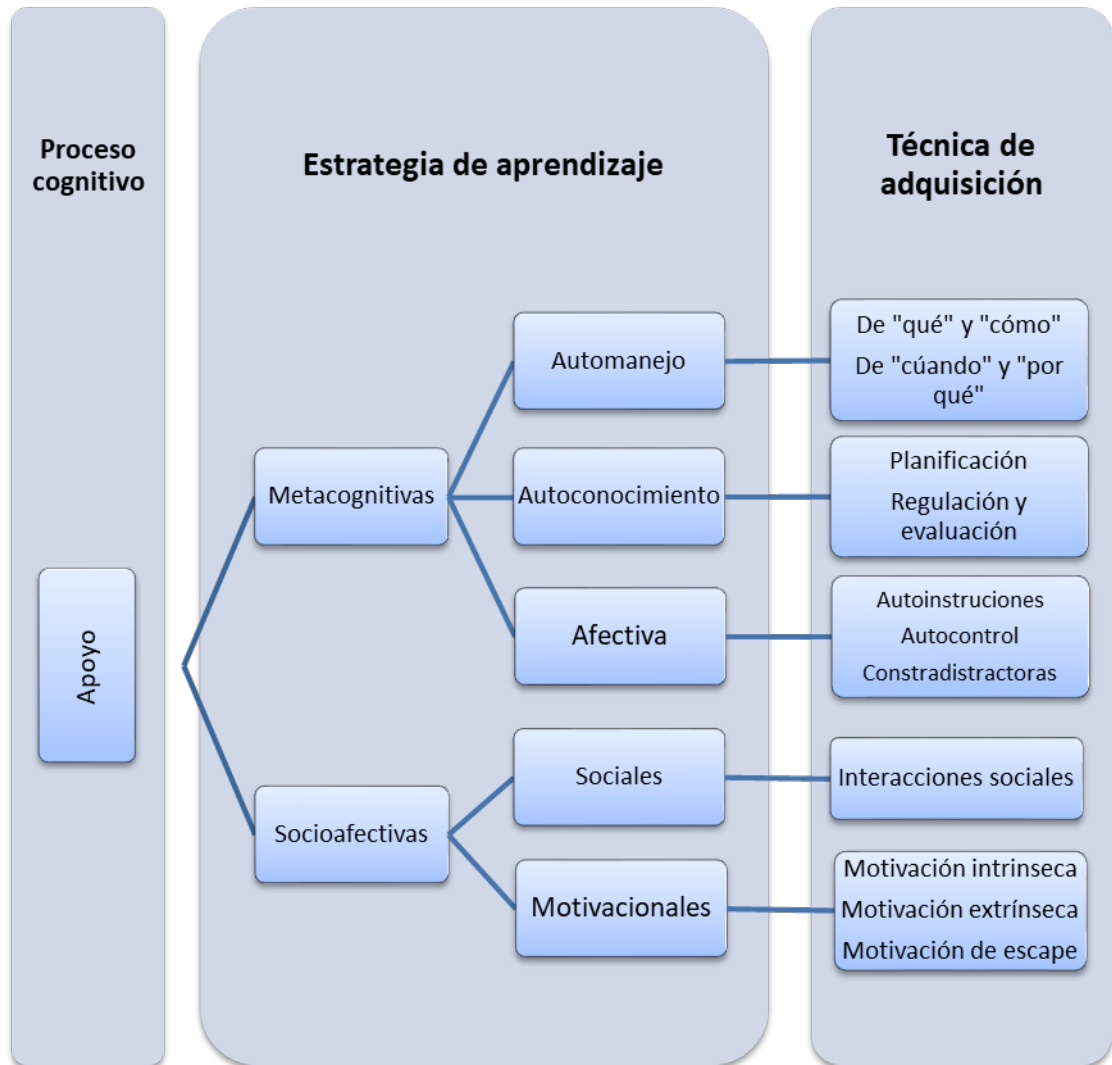 Proceso
cognitivo
Estrategia de aprendizaje
Técnica de
adquisición
Apoyo
Metacognitivas
Automanejo
De "qué" y "cómo"
De "cúando" y "por
qué"
Autoconocimiento
Planificación
Regulación y
evaluación
Afectiva
Autoinstruciones
Autocontrol
Constradistractoras
Socioafectivas
Sociales
Interacciones sociales
Motivacionales
Motivación intrinseca
Motivación extrínseca
Motivación de escape